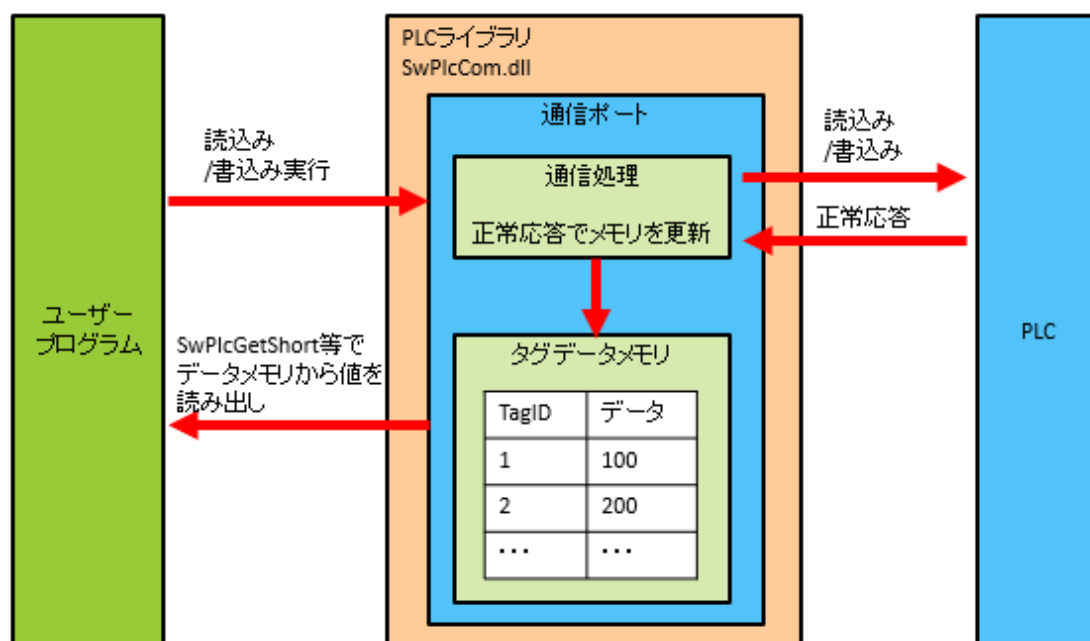 PLCライブラリ
SwPlcCom.dll
通信ポート
読込み
/書込み実行
通信処理
正常応答でメモリを更新
読込み
/書込み
正常応答
ユーザー
プログラム
PLC
SwPlcGetShort等で
データメモリから値を
読み出し
タグデータメモリ
TagID データ
1 100
2 200
・・・ ・・・